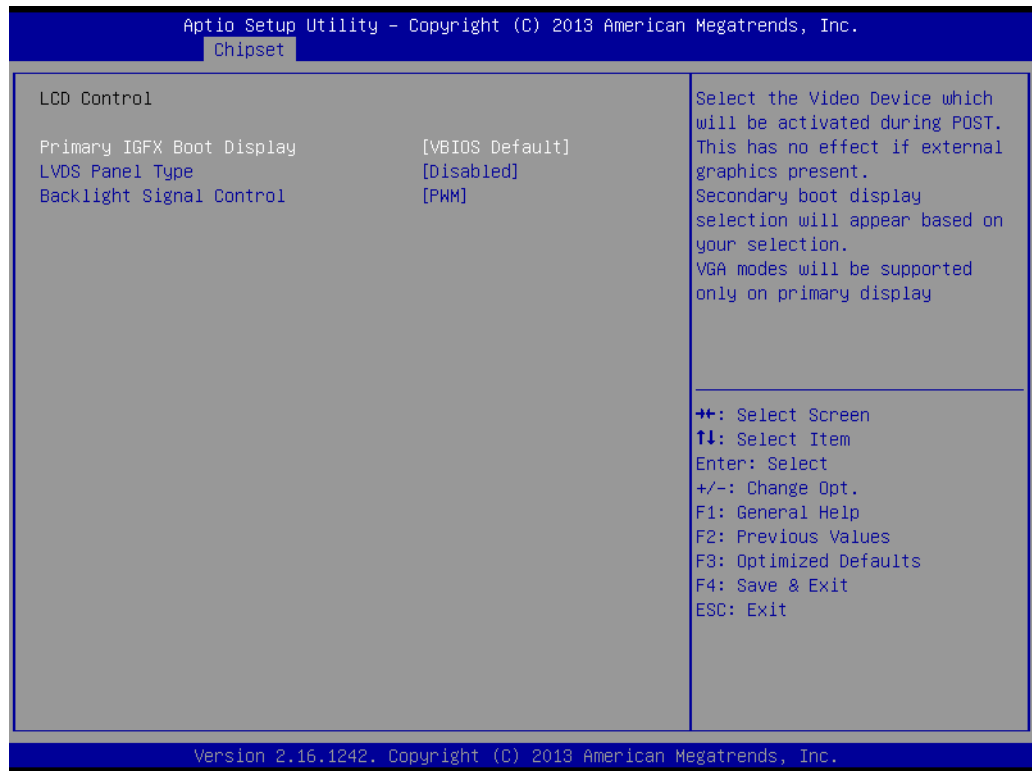 Aptio Setup Utility – Copyright (C) 2013 American Megatrends, Inc.
Chipset
LCD Control
Primary IGFX Boot Display [VBIOS Default]
LVDS Panel Type [Disabled]
Backlight Signal Control [PWM]
Select the Video Device which
will be activated during POST.
This has no effect if external
graphics present.
Secondary boot display
selection will appear based on
your selection.
VGA modes will be supported
only on primary display
→←: Select Screen
↑↓: Select Item
Enter: Select
+/-: Change Opt.
F1: General Help
F2: Previous Values
F3: Optimized Defaults
F4: Save & Exit
ESC: Exit
Version 2.16.1242. Copyright (C) 2013 American Megatrends, Inc.